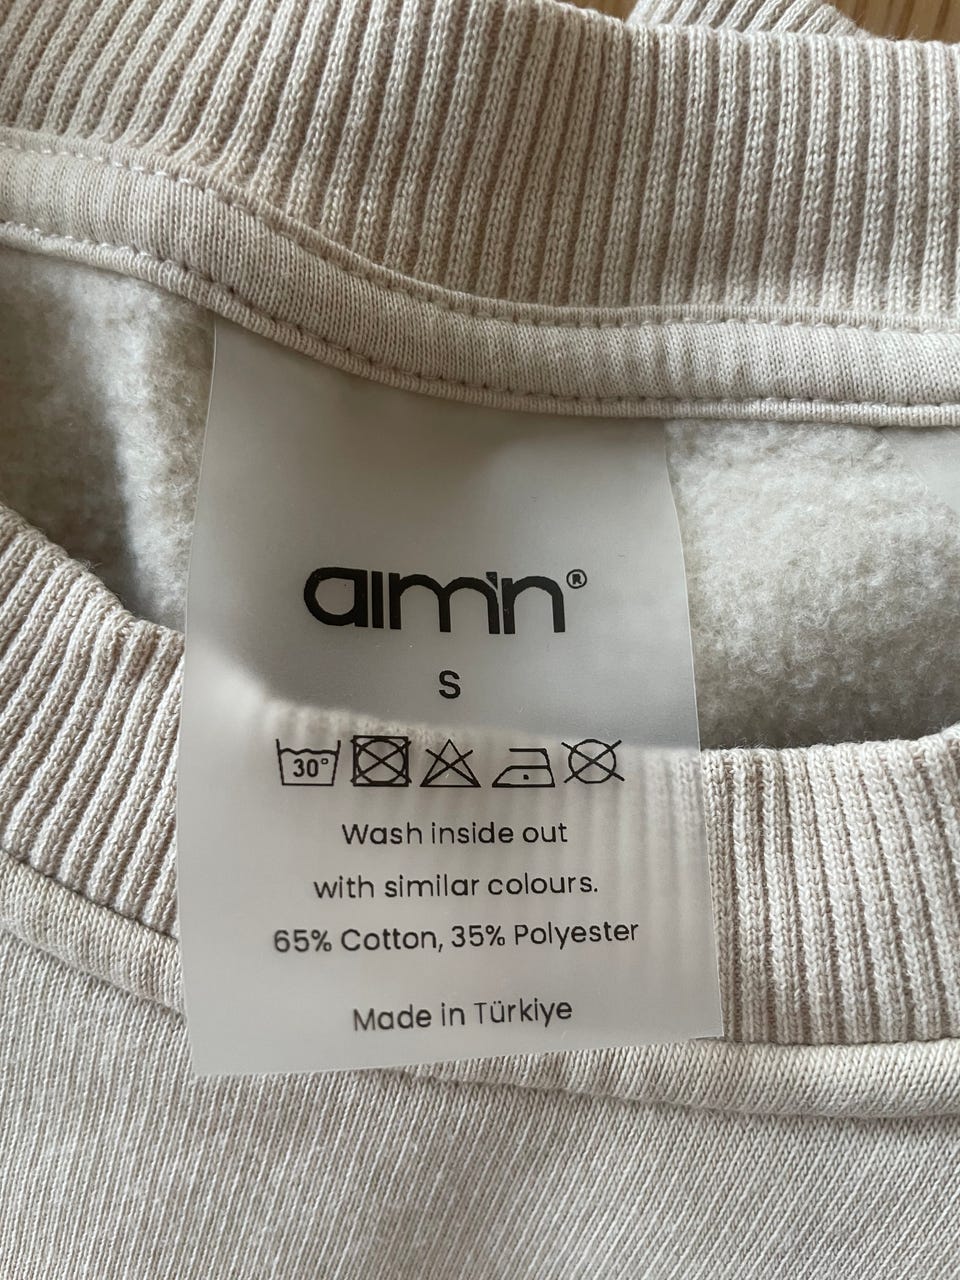 aim'n®
S
30°
Wash inside out
with similar colours.
65% Cotton, 35% Polyester
Made in Türkiye